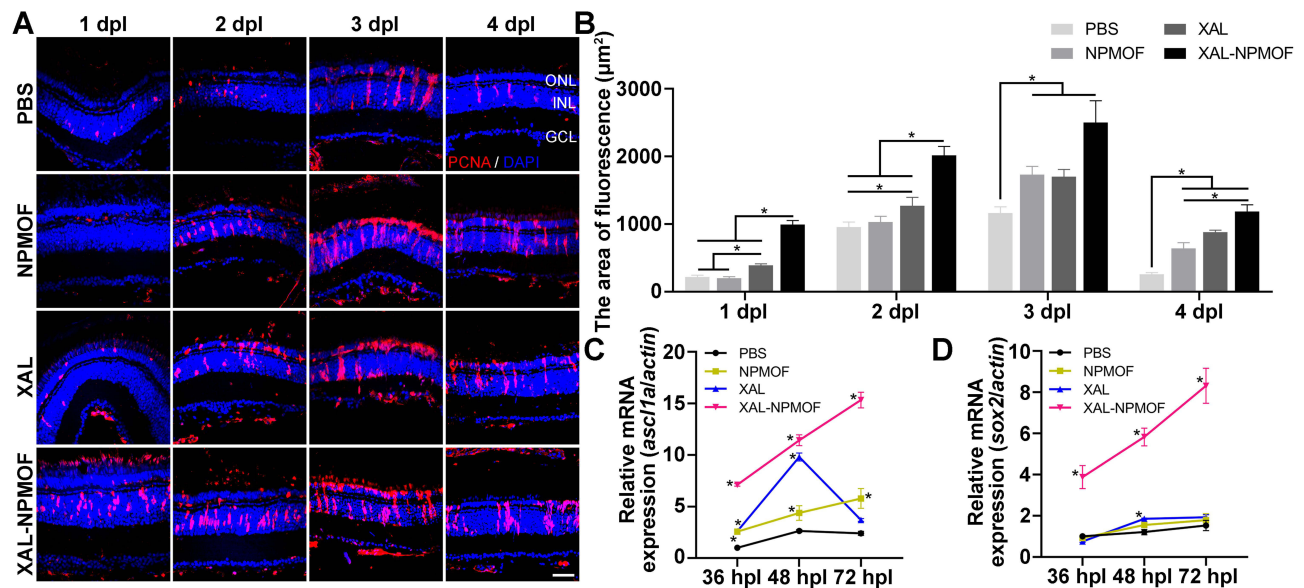 A
1 dpl 2 dpl 3 dpl 4 dpl
PBS
ONL
INL
GCL
PCNA / DAPI
NPMOF
XAL
XAL-NPMOF
B
PBS XAL
NPMOF XAL-NPMOF
The area of fluorescence (μm²)
3000
2000
1000
0
* * * * * * * *
1 dpl 2 dpl 3 dpl 4 dpl
C
PBS
NPMOF
XAL
XAL-NPMOF
Relative mRNA
expression (ascl1a/actin)
20
15
10
5
0
* * * * * * * *
36 hpl 48 hpl 72 hpl
D
PBS
NPMOF
XAL
XAL-NPMOF
Relative mRNA
expression (sox2/actin)
10
8
6
4
2
0
* * * *
36 hpl 48 hpl 72 hpl